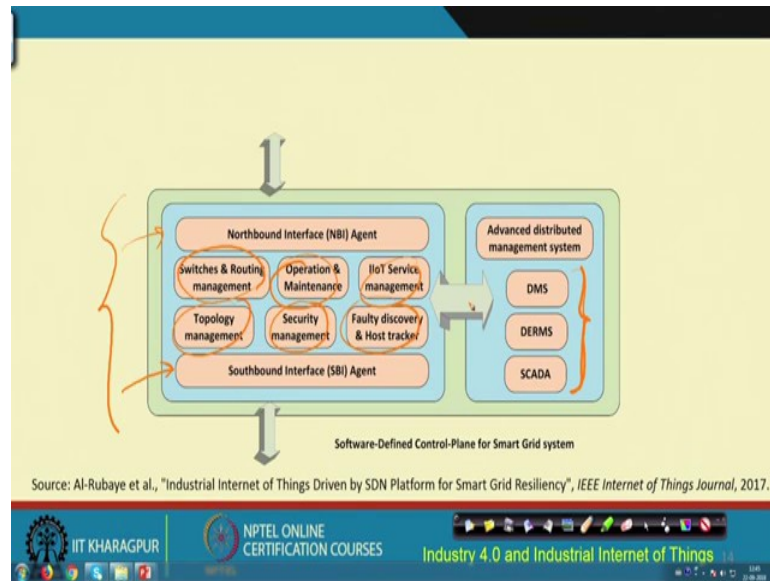 Northbound Interface (NBI) Agent
Switches & Routing
management
Operation &
Maintenance
IIoT Service
management
Topology
management
Security
management
Faulty discovery
& Host tracker
Southbound Interface (SBI) Agent
Advanced distributed
management system
DMS
DERMS
SCADA
Software-Defined Control-Plane for Smart Grid system
Source: Al-Rubaye et al., "Industrial Internet of Things Driven by SDN Platform for Smart Grid Resiliency", IEEE Internet of Things Journal, 2017.
IIT KHARAGPUR
NPTEL ONLINE
CERTIFICATION COURSES
Industry 4.0 and Industrial Internet of Things
14